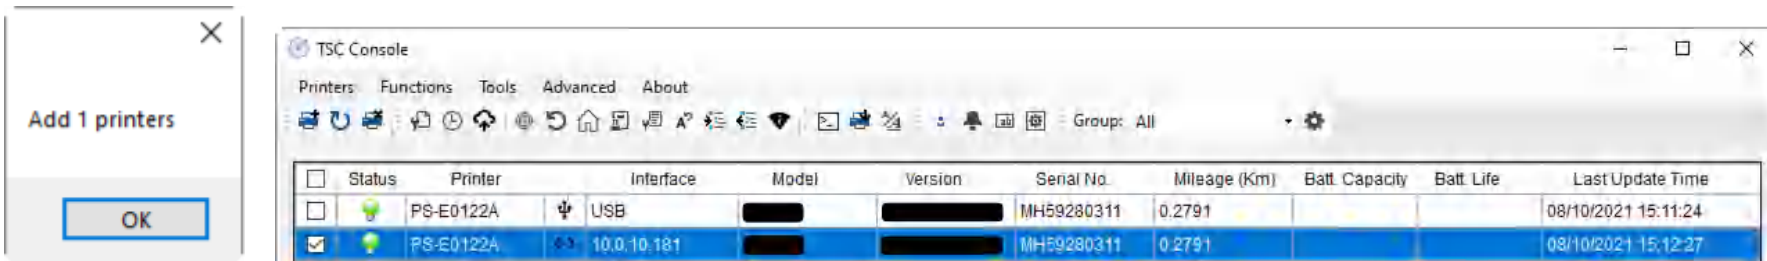 Add 1 printers
OK
TSC Console
Printers Functions Tools Advanced About
Group: All
Status Printer Interface Model Version Serial No. Mileage (Km) Batt. Capacity Batt. Life Last Update Time
PS-E0122A USB MH59280311 0.2791 08/10/2021 15:11:24
PS-E0122A 10.0.10.181 MH59280311 0.2791 08/10/2021 15:12:27